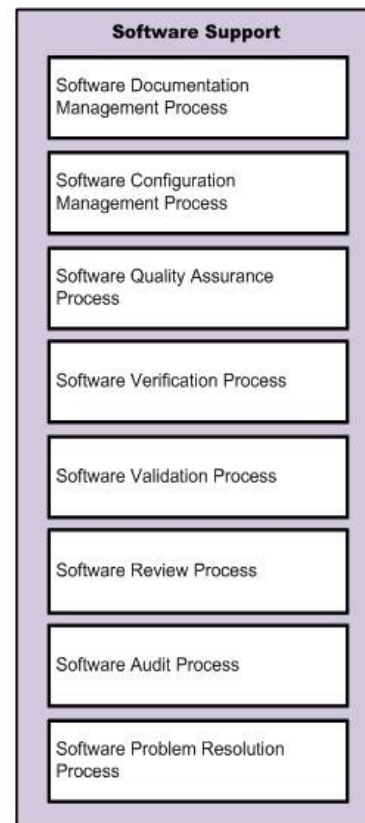 Software Support
Software Documentation
Management Process
Software Configuration
Management Process
Software Quality Assurance
Process
Software Verification Process
Software Validation Process
Software Review Process
Software Audit Process
Software Problem Resolution
Process